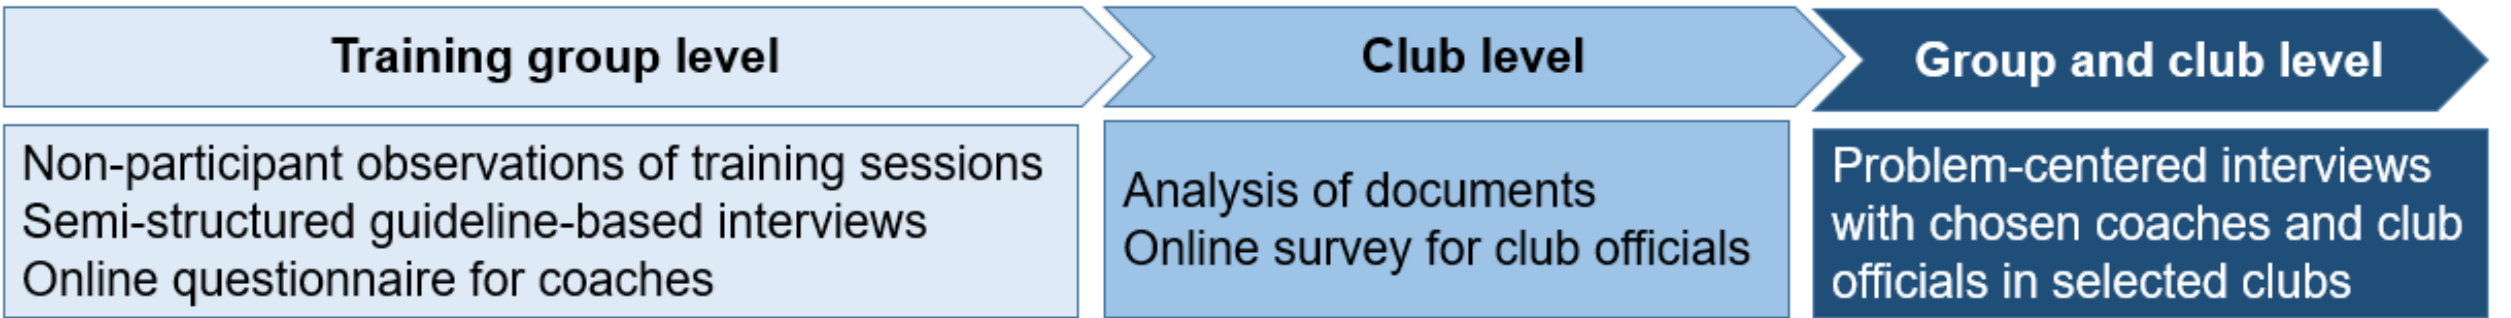 Training group level
Non-participant observations of training sessions
Semi-structured guideline-based interviews
Online questionnaire for coaches
Club level
Analysis of documents
Online survey for club officials
Group and club level
Problem-centered interviews
with chosen coaches and club
officials in selected clubs